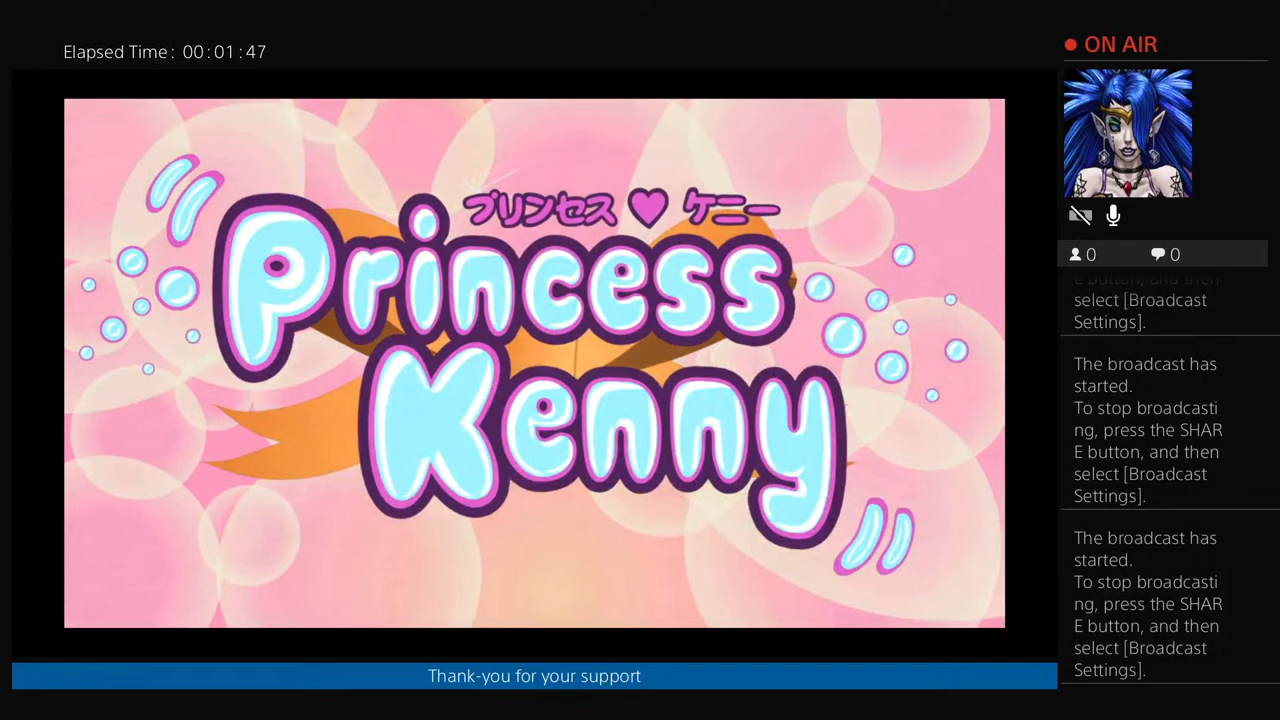 Elapsed Time: 00:01:47
ON AIR
プリンセス ♥ ケニー
Princess
Kenny
0
0
E button, and then
select [Broadcast
Settings].
The broadcast has
started.
To stop broadcasti
ng, press the SHAR
E button, and then
select [Broadcast
Settings].
The broadcast has
started.
To stop broadcasti
ng, press the SHAR
E button, and then
select [Broadcast
Settings].
Thank-you for your support